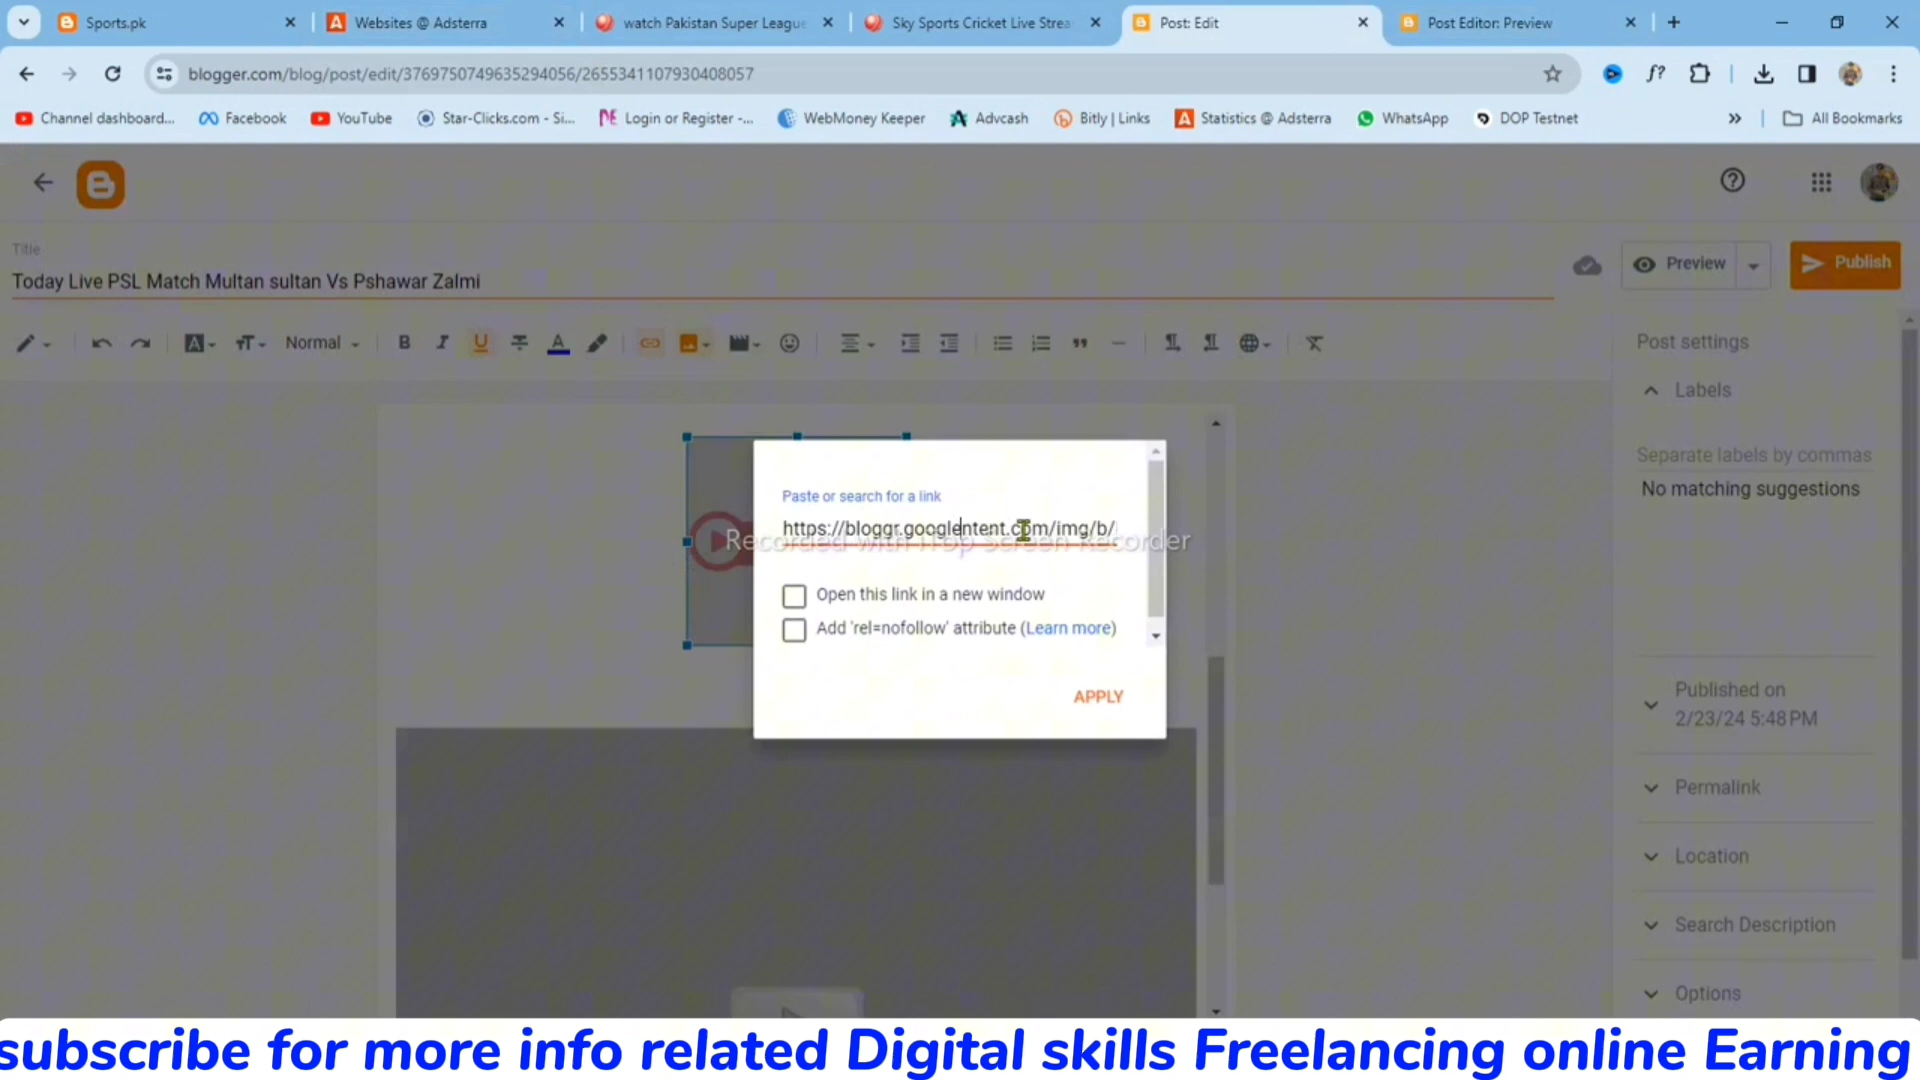 Sports.pk
Websites @ Adsterra
watch Pakistan Super League
Sky Sports Cricket Live Strea
Post: Edit
Post Editor: Preview
blogger.com/blog/post/edit/3769750749635294056/2655341107930408057
Channel dashboard...
Facebook
YouTube
Star-Clicks.com - Si...
Login or Register -...
WebMoney Keeper
Advcash
Bitly | Links
Statistics @ Adsterra
WhatsApp
DOP Testnet
All Bookmarks
Title
Today Live PSL Match Multan sultan Vs Pshawar Zalmi
Preview
Publish
Normal
Post settings
Labels
Separate labels by commas
No matching suggestions
Paste or search for a link
https://bloggr.googlentent.com/img/b/
Recorded with iTop Screen Recorder
Open this link in a new window
Add 'rel=nofollow' attribute (Learn more)
APPLY
Published on
2/23/24 5:48 PM
Permalink
Location
Search Description
Options
subscribe for more info related Digital skills Freelancing online Earning